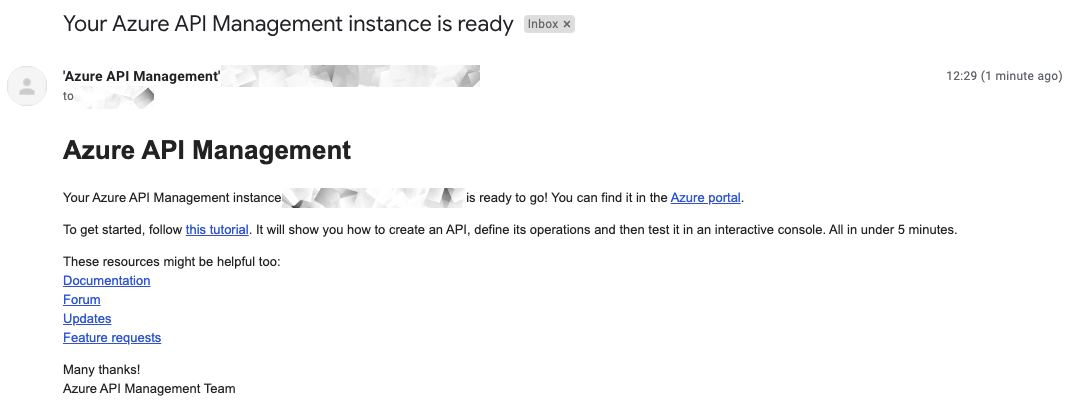 Your Azure API Management instance is ready Inbox ×
'Azure API Management' 12:29 (1 minute ago)
to
Azure API Management
Your Azure API Management instance is ready to go! You can find it in the Azure portal.
To get started, follow this tutorial. It will show you how to create an API, define its operations and then test it in an interactive console. All in under 5 minutes.
These resources might be helpful too:
Documentation
Forum
Updates
Feature requests
Many thanks!
Azure API Management Team